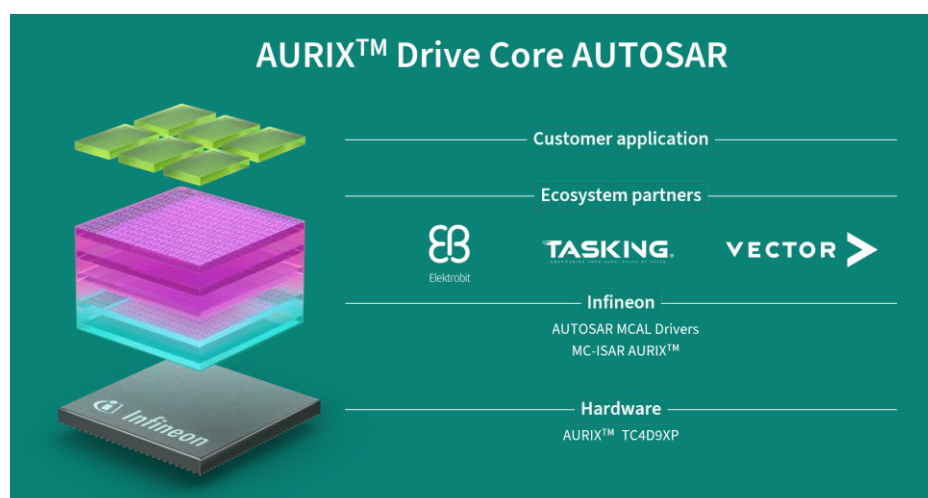 AURIX™ Drive Core AUTOSAR
Customer application
Ecosystem partners
EB
Elektrobit
TASKING.
VECTOR
Infineon
AUTOSAR MCAL Drivers
MC-ISAR AURIX™
Infineon
Hardware
AURIX™ TC4D9XP